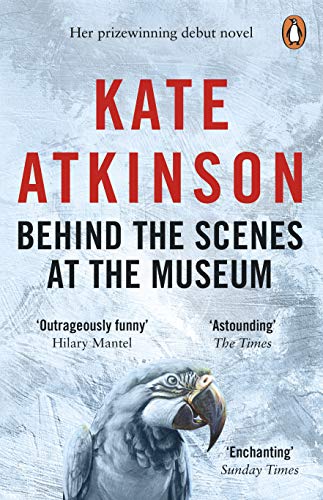 Her prizewinning debut novel
KATE
ATKINSON
BEHIND THE SCENES
AT THE MUSEUM
‘Outrageously funny’
Hilary Mantel
‘Astounding’
The Times
‘Enchanting’
Sunday Times